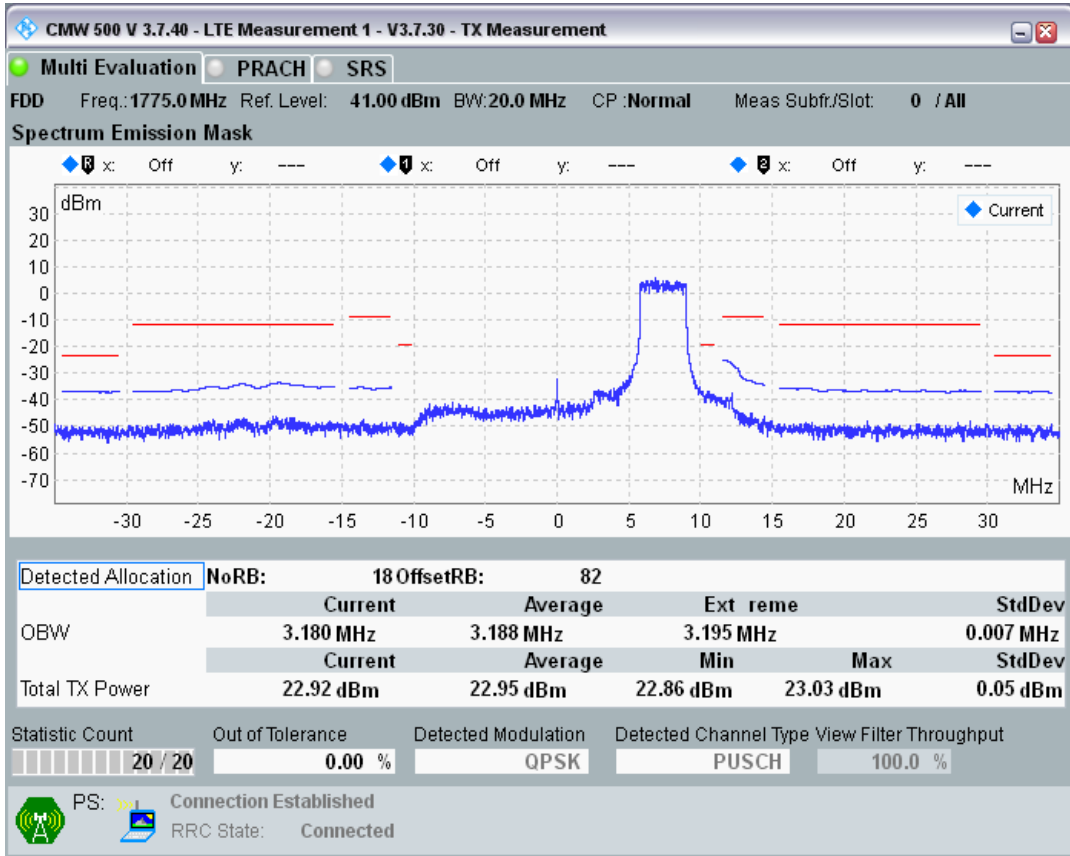 CMW 500 V 3.7.40 - LTE Measurement 1 - V3.7.30 - TX Measurement
Multi Evaluation PRACH SRS
FDD Freq.: 1775.0 MHz Ref. Level: 41.00 dBm BW: 20.0 MHz CP : Normal Meas Subfr./Slot: 0 / All
Spectrum Emission Mask
R x: Off y: --- 1 x: Off y: --- 2 x: Off y: ---
dBm
Current
30
20
10
0
-10
-20
-30
-40
-50
-60
-70
MHz
-30 -25 -20 -15 -10 -5 0 5 10 15 20 25 30
Detected Allocation NoRB: 18 OffsetRB: 82
Current Average Ext reme StdDev
OBW 3.180 MHz 3.188 MHz 3.195 MHz 0.007 MHz
Current Average Min Max StdDev
Total TX Power 22.92 dBm 22.95 dBm 22.86 dBm 23.03 dBm 0.05 dBm
Statistic Count Out of Tolerance Detected Modulation Detected Channel Type View Filter Throughput
20 / 20 0.00 % QPSK PUSCH 100.0 %
PS: Connection Established
RRC State: Connected